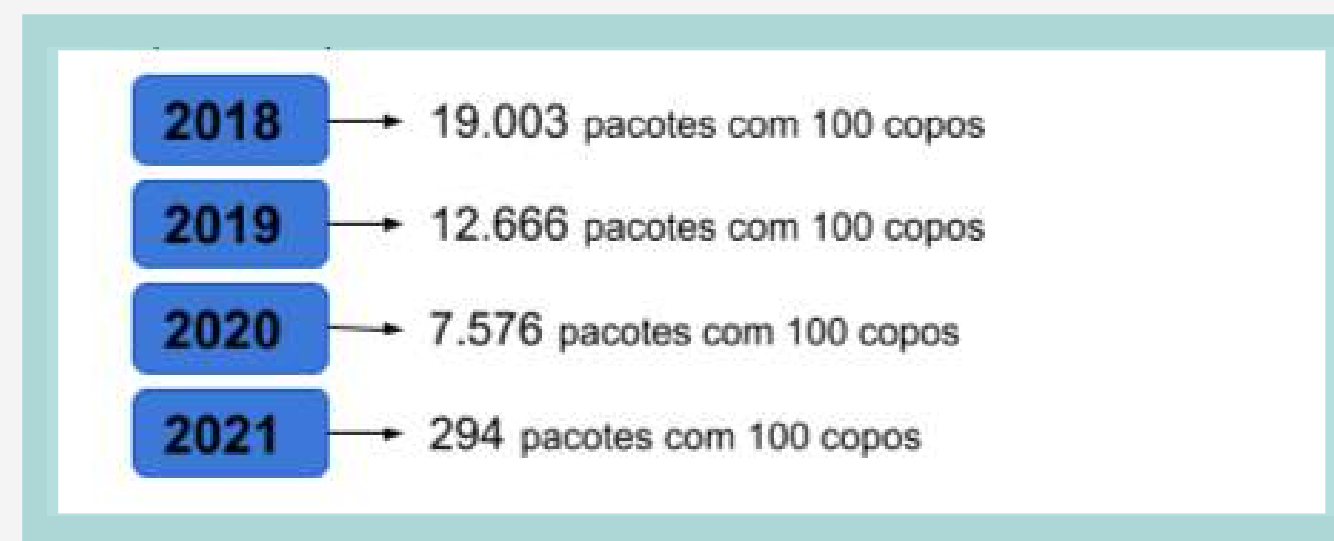 2018 19.003 pacotes com 100 copos
2019 12.666 pacotes com 100 copos
2020 7.576 pacotes com 100 copos
2021 294 pacotes com 100 copos